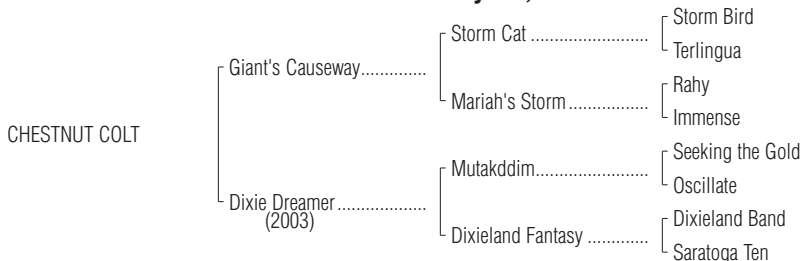 Storm Bird
Storm Cat ........................
Terlingua
Giant's Causeway..............
Rahy
Mariah's Storm................
Immense
CHESTNUT COLT
Seeking the Gold
Mutakddim.......................
Oscillate
Dixie Dreamer ...................
(2003)
Dixieland Band
Dixieland Fantasy .............
Saratoga Ten